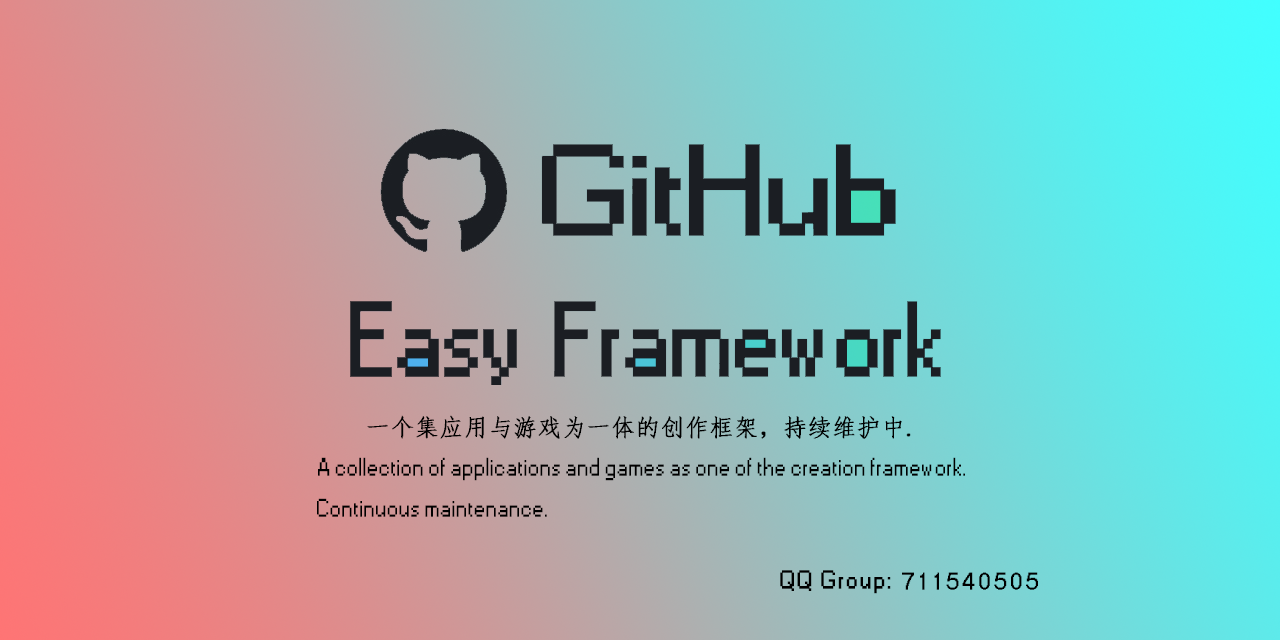 GitHub
Easy Framework
一个集应用与游戏为一体的创作框架，持续维护中.
A collection of applications and games as one of the creation framework.
Continuous maintenance.
QQ Group: 711540505